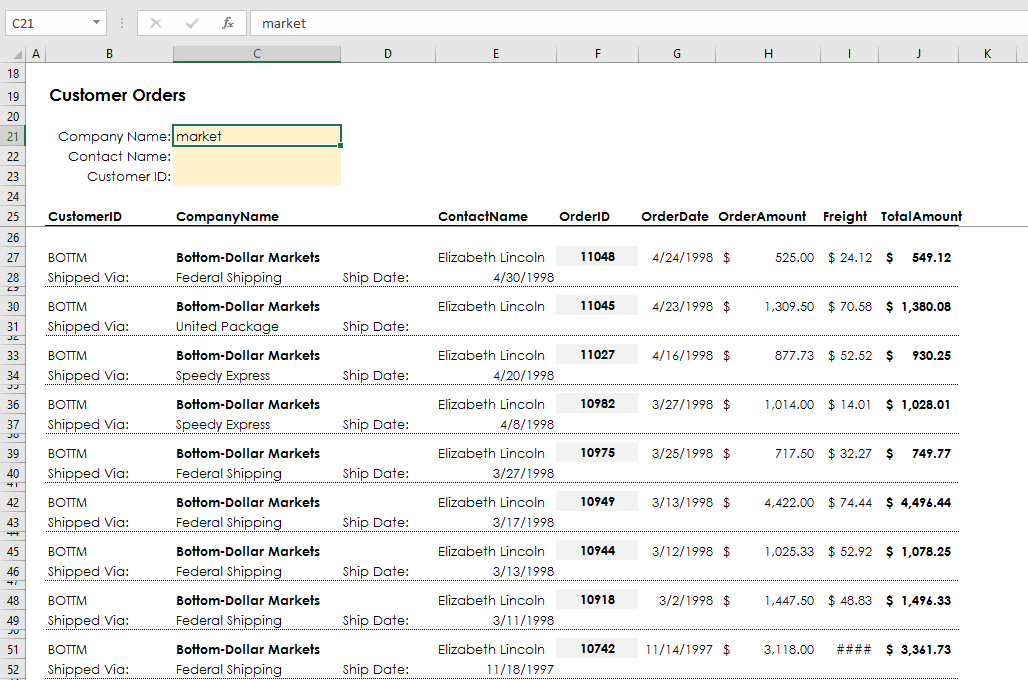 C21 fx market
A B C D E F G H I J K
18
19 Customer Orders
20
21 Company Name: market
22 Contact Name:
23 Customer ID:
24
25 CustomerID CompanyName ContactName OrderID OrderDate OrderAmount Freight TotalAmount
26
27 BOTTM Bottom-Dollar Markets Elizabeth Lincoln 11048 4/24/1998 $ 525.00 $ 24.12 $ 549.12
28 Shipped Via: Federal Shipping Ship Date: 4/30/1998
29
30 BOTTM Bottom-Dollar Markets Elizabeth Lincoln 11045 4/23/1998 $ 1,309.50 $ 70.58 $ 1,380.08
31 Shipped Via: United Package Ship Date:
32
33 BOTTM Bottom-Dollar Markets Elizabeth Lincoln 11027 4/16/1998 $ 877.73 $ 52.52 $ 930.25
34 Shipped Via: Speedy Express Ship Date: 4/20/1998
35
36 BOTTM Bottom-Dollar Markets Elizabeth Lincoln 10982 3/27/1998 $ 1,014.00 $ 14.01 $ 1,028.01
37 Shipped Via: Speedy Express Ship Date: 4/8/1998
38
39 BOTTM Bottom-Dollar Markets Elizabeth Lincoln 10975 3/25/1998 $ 717.50 $ 32.27 $ 749.77
40 Shipped Via: Federal Shipping Ship Date: 3/27/1998
41
42 BOTTM Bottom-Dollar Markets Elizabeth Lincoln 10949 3/13/1998 $ 4,422.00 $ 74.44 $ 4,496.44
43 Shipped Via: Federal Shipping Ship Date: 3/17/1998
44
45 BOTTM Bottom-Dollar Markets Elizabeth Lincoln 10944 3/12/1998 $ 1,025.33 $ 52.92 $ 1,078.25
46 Shipped Via: Federal Shipping Ship Date: 3/13/1998
47
48 BOTTM Bottom-Dollar Markets Elizabeth Lincoln 10918 3/2/1998 $ 1,447.50 $ 48.83 $ 1,496.33
49 Shipped Via: Federal Shipping Ship Date: 3/11/1998
50
51 BOTTM Bottom-Dollar Markets Elizabeth Lincoln 10742 11/14/1997 $ 3,118.00 #### $ 3,361.73
52 Shipped Via: Federal Shipping Ship Date: 11/18/1997